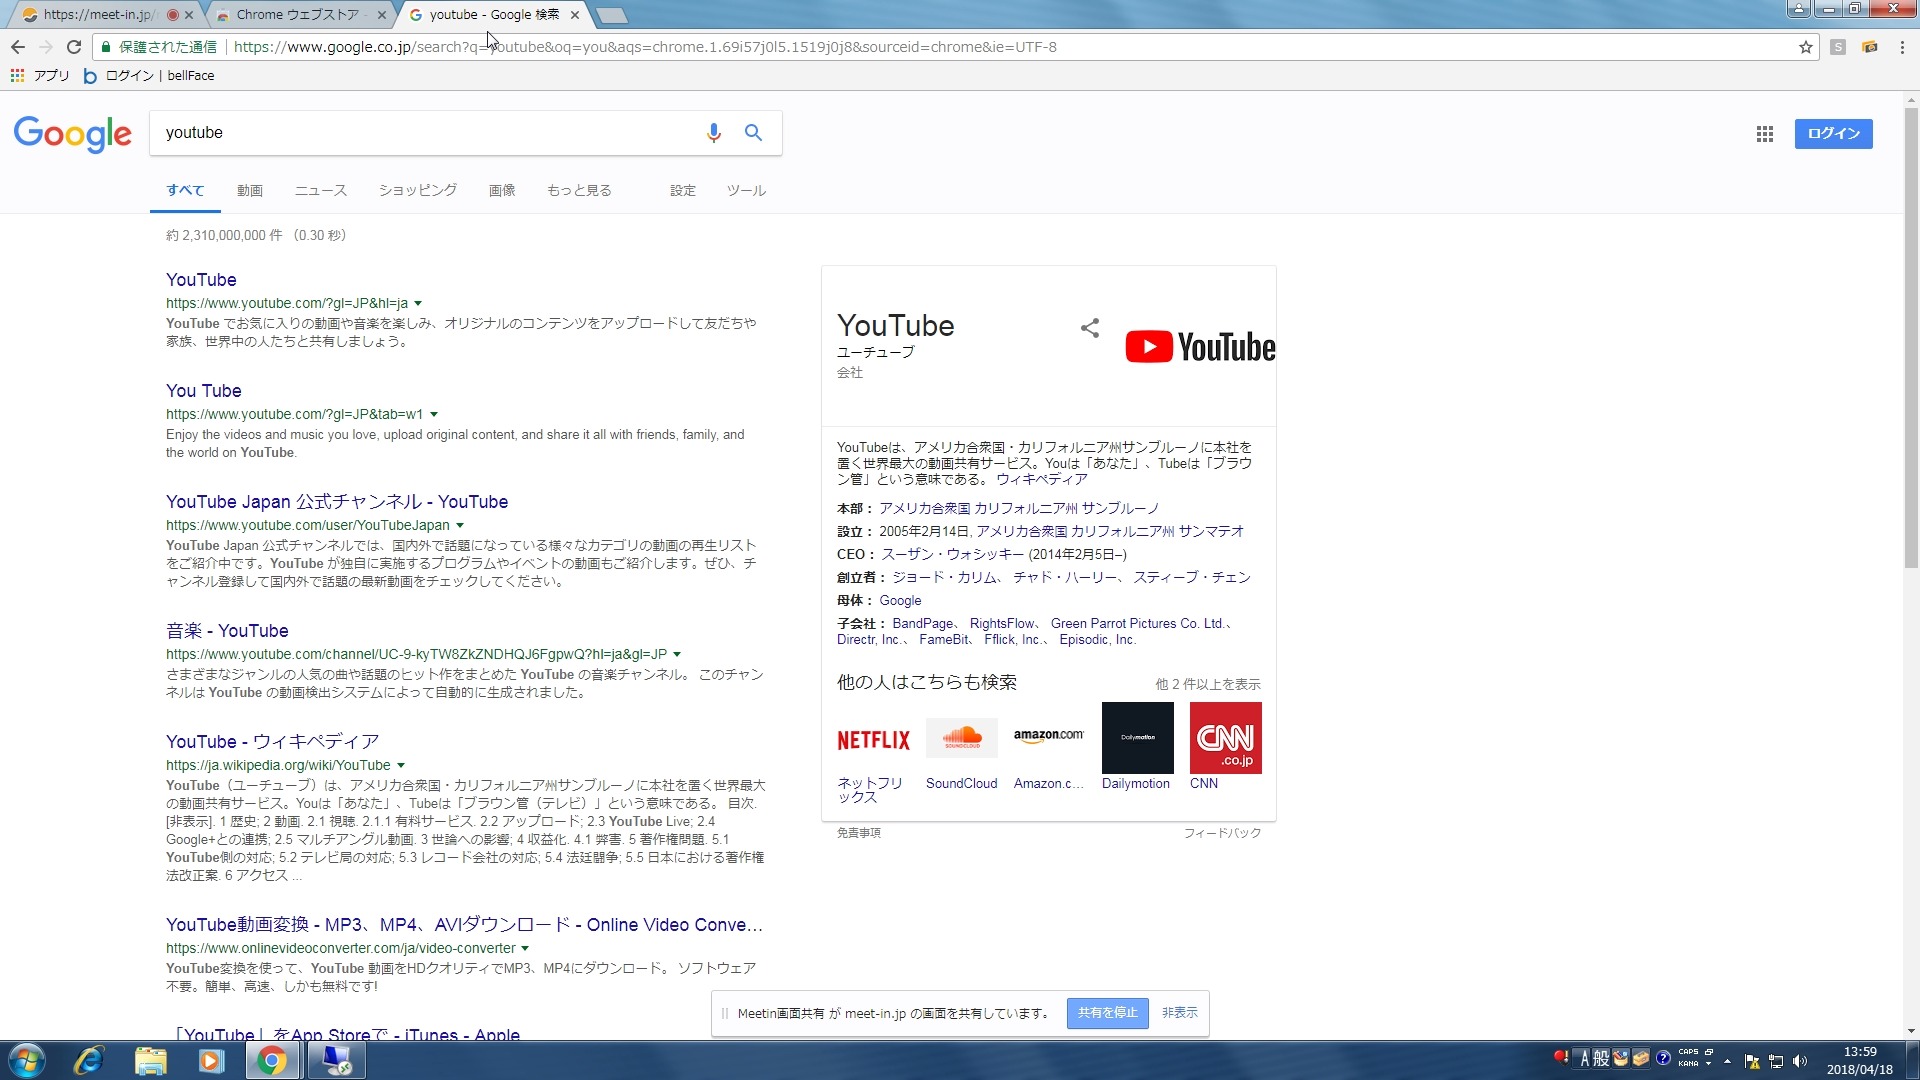 https://meet-in.jp/
Chrome ウェブストア -
youtube - Google 検索
保護された通信
https://www.google.co.jp/search?q=youtube&oq=you&aqs=chrome.1.69i57j0l5.1519j0j8&sourceid=chrome&ie=UTF-8
アプリ
ログイン | bellFace
Google
youtube
ログイン
すべて
動画
ニュース
ショッピング
画像
もっと見る
設定
ツール
約 2,310,000,000 件 (0.30 秒)
YouTube
https://www.youtube.com/?gl=JP&hl=ja
YouTube でお気に入りの動画や音楽を楽しみ、オリジナルのコンテンツをアップロードして友だちや
家族、世界中の人たちと共有しましょう。
You Tube
https://www.youtube.com/?gl=JP&tab=w1
Enjoy the videos and music you love, upload original content, and share it all with friends, family, and
the world on YouTube.
YouTube Japan 公式チャンネル - YouTube
https://www.youtube.com/user/YouTubeJapan
YouTube Japan 公式チャンネルでは、国内外で話題になっている様々なカテゴリの動画の再生リスト
をご紹介中です。YouTube が独自に実施するプログラムやイベントの動画もご紹介します。ぜひ、チ
ャンネル登録して国内外で話題の最新動画をチェックしてください。
音楽 - YouTube
https://www.youtube.com/channel/UC-9-kyTW8ZkZNDHQJ6FgpwQ?hl=ja&gl=JP
さまざまなジャンルの人気の曲や話題のヒット作をまとめた YouTube の音楽チャンネル。 このチャン
ネルは YouTube の動画検出システムによって自動的に生成されました。
YouTube - ウィキペディア
https://ja.wikipedia.org/wiki/YouTube
YouTube（ユーチューブ）は、アメリカ合衆国・カリフォルニア州サンブルーノに本社を置く世界最大
の動画共有サービス。Youは「あなた」、Tubeは「ブラウン管（テレビ）」という意味である。 目次.
[非表示]. 1 歴史; 2 動画. 2.1 視聴. 2.1.1 有料サービス. 2.2 アップロード; 2.3 YouTube Live; 2.4
Google+との連携; 2.5 マルチアングル動画. 3 世論への影響; 4 収益化. 4.1 弊害. 5 著作権問題. 5.1
YouTube側の対応; 5.2 テレビ局の対応; 5.3 レコード会社の対応; 5.4 法廷闘争; 5.5 日本における著作権
法改正案. 6 アクセス ...
YouTube動画変換 - MP3、MP4、AVIダウンロード - Online Video Conve...
https://www.onlinevideoconverter.com/ja/video-converter
YouTube変換を使って、YouTube 動画をHDクオリティでMP3、MP4にダウンロード。 ソフトウェア
不要。簡単、高速、しかも無料です!
「YouTube」をApp Storeで - iTunes - Apple
YouTube
ユーチューブ
会社
YouTube
YouTubeは、アメリカ合衆国・カリフォルニア州サンブルーノに本社を
置く世界最大の動画共有サービス。Youは「あなた」、Tubeは「ブラウ
ン管」という意味である。 ウィキペディア
本部： アメリカ合衆国 カリフォルニア州 サンブルーノ
設立： 2005年2月14日, アメリカ合衆国 カリフォルニア州 サンマテオ
CEO： スーザン・ウォシッキー (2014年2月5日–)
創立者： ジョード・カリム、 チャド・ハーリー、 スティーブ・チェン
母体： Google
子会社： BandPage、 RightsFlow、 Green Parrot Pictures Co. Ltd.、
Directr, Inc.、 FameBit、 Fflick, Inc.、 Episodic, Inc.
他の人はこちらも検索
他 2 件以上を表示
NETFLIX
SOUNDCLOUD
amazon.com
Dailymotion
CNN
.co.jp
ネットフリ
ックス
SoundCloud
Amazon.c...
Dailymotion
CNN
免責事項
フィードバック
Meetin画面共有 が meet-in.jp の画面を共有しています。
共有を停止
非表示
A 般
CAPS
KANA
13:59
2018/04/18